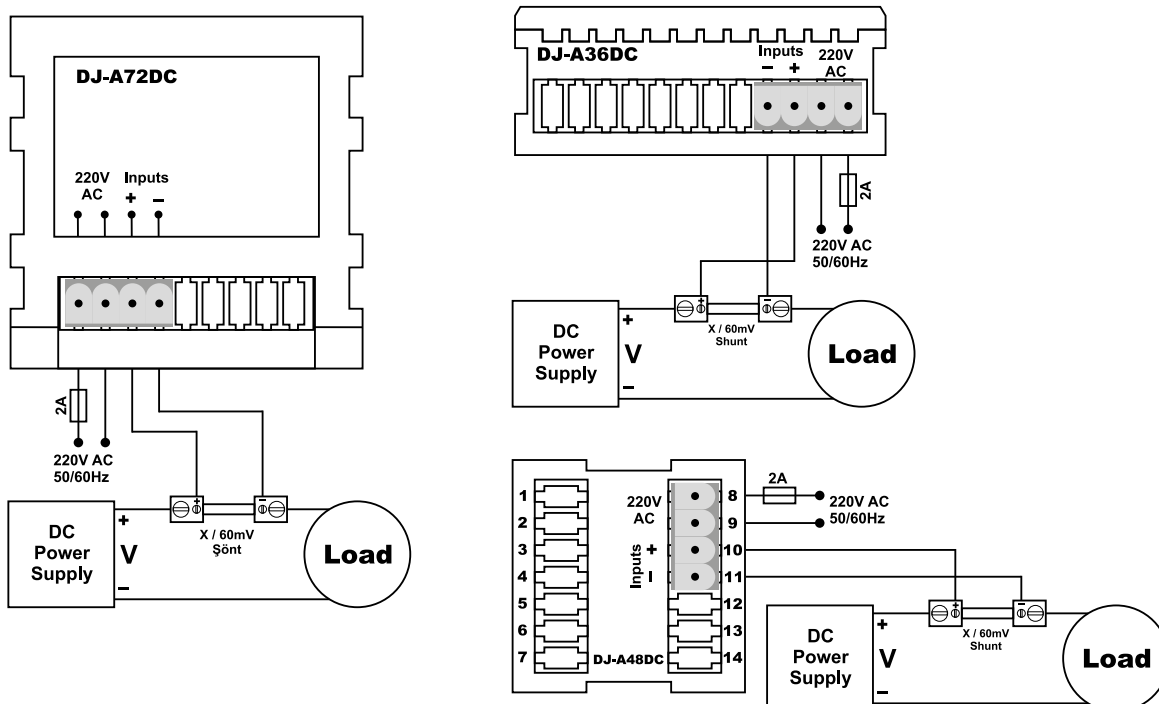 DJ-A72DC
220V
AC
Inputs
+
−
2A
220V AC
50/60Hz
DC
Power
Supply
+
V
−
+
−
X / 60mV
Şönt
Load
DJ-A36DC
Inputs
−
+
220V
AC
2A
220V AC
50/60Hz
DC
Power
Supply
+
V
−
+
−
X / 60mV
Shunt
Load
1
2
3
4
5
6
7
220V
AC
Inputs
+
−
DJ-A48DC
8
9
10
11
12
13
14
2A
220V AC
50/60Hz
DC
Power
Supply
+
V
−
+
−
X / 60mV
Shunt
Load